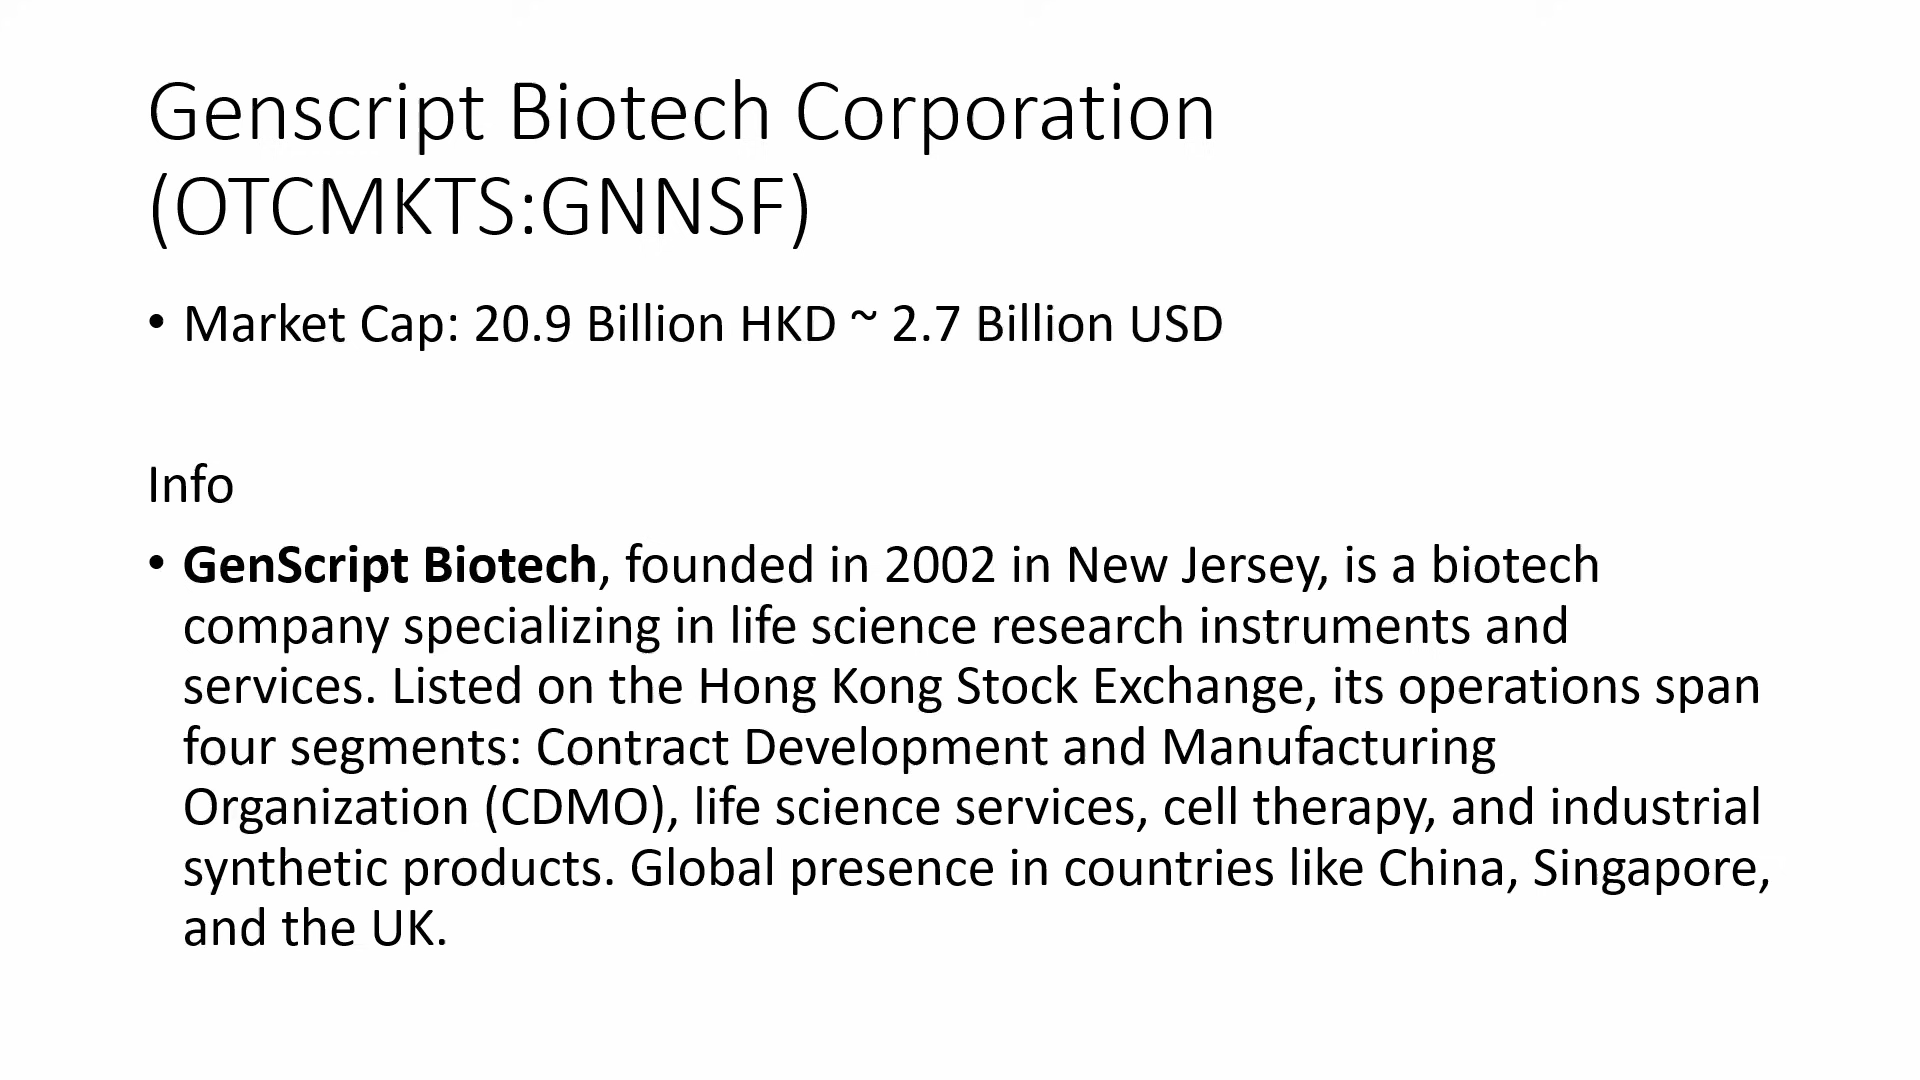 Genscript Biotech Corporation
(OTCMKTS:GNNSF)
• Market Cap: 20.9 Billion HKD ~ 2.7 Billion USD
Info
• GenScript Biotech, founded in 2002 in New Jersey, is a biotech
company specializing in life science research instruments and
services. Listed on the Hong Kong Stock Exchange, its operations span
four segments: Contract Development and Manufacturing
Organization (CDMO), life science services, cell therapy, and industrial
synthetic products. Global presence in countries like China, Singapore,
and the UK.